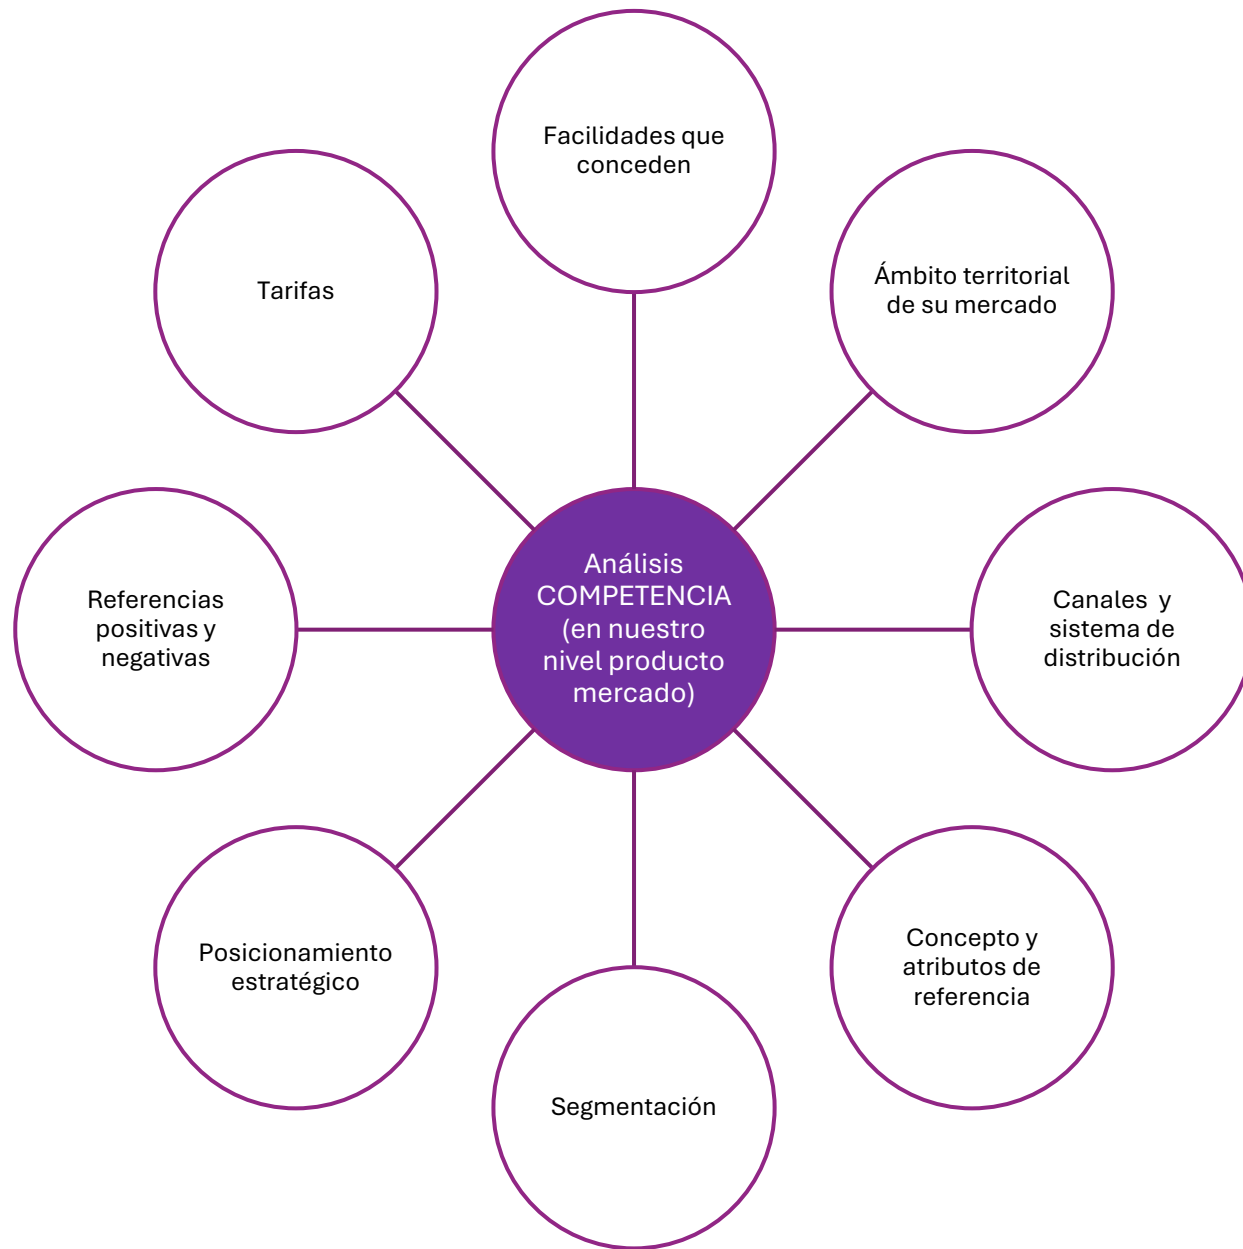 Facilidades que
conceden
Ámbito territorial
de su mercado
Canales y
sistema de
distribución
Concepto y
atributos de
referencia
Segmentación
Posicionamiento
estratégico
Referencias
positivas y
negativas
Tarifas
Análisis
COMPETENCIA
(en nuestro
nivel producto
mercado)